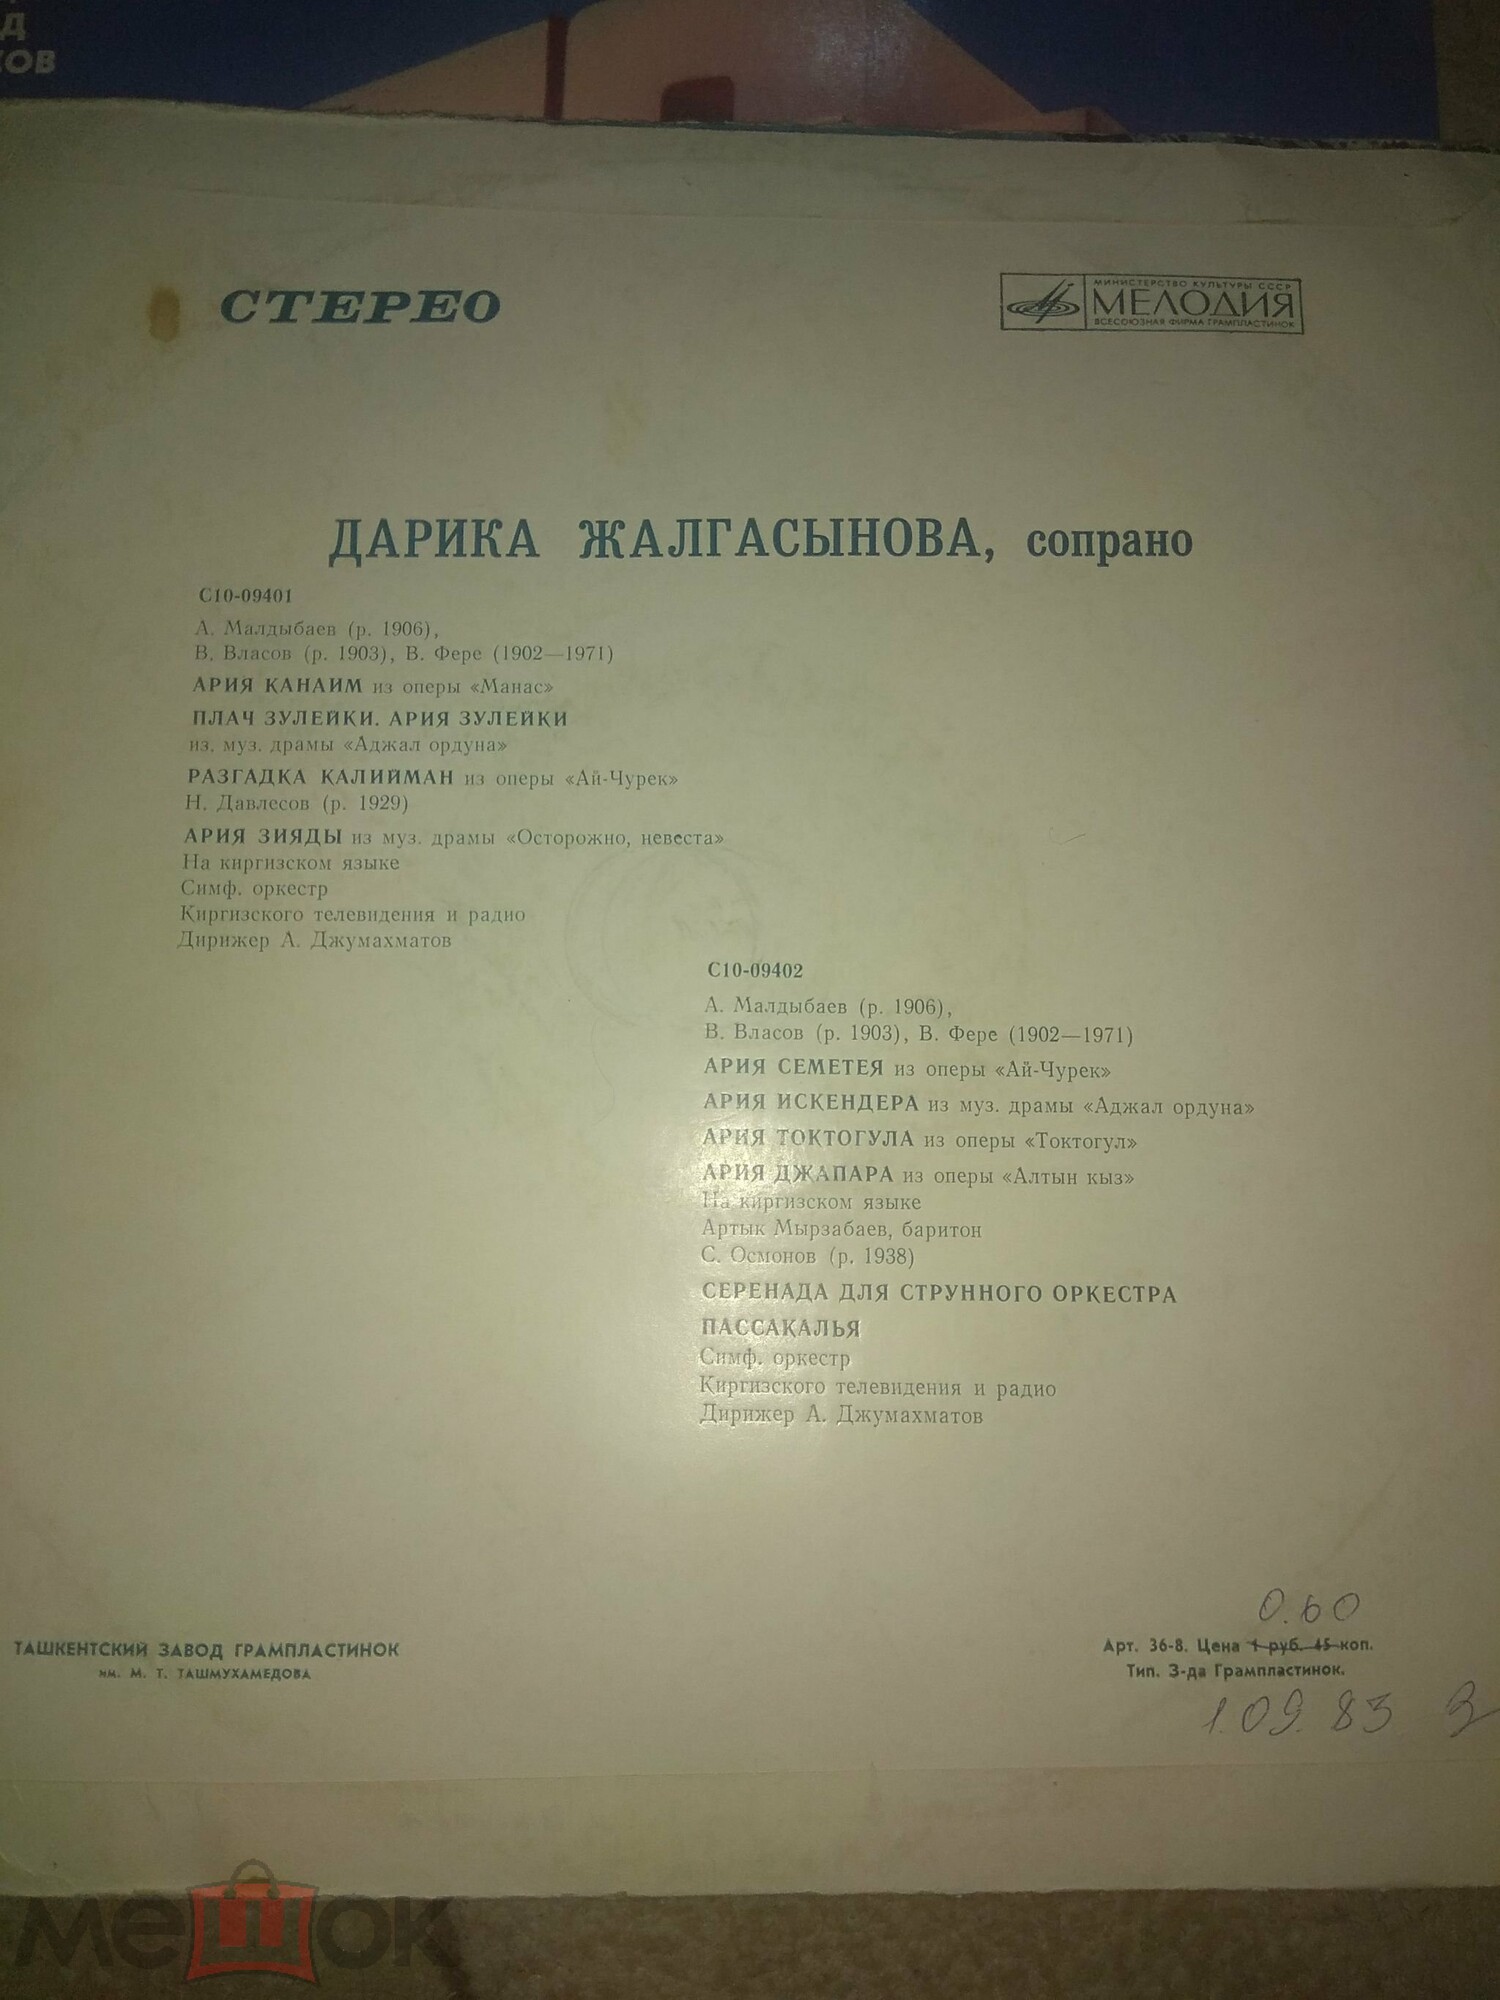 Д
КОВ
СТЕРЕО
МИНИСТЕРСТВО КУЛЬТУРЫ СССР
МЕЛОДИЯ
ВСЕСОЮЗНАЯ ФИРМА ГРАМПЛАСТИНОК
ДАРИКА ЖАЛГАСЫНОВА, сопрано
С10-09401
А. Малдыбаев (р. 1906),
В. Власов (р. 1903), В. Фере (1902—1971)
АРИЯ КАНАИМ из оперы «Манас»
ПЛАЧ ЗУЛЕЙКИ. АРИЯ ЗУЛЕЙКИ
из. муз. драмы «Аджал ордуна»
РАЗГАДКА КАЛИЙМАН из оперы «Ай-Чурек»
Н. Давлесов (р. 1929)
АРИЯ ЗИЯДЫ из муз. драмы «Осторожно, невеста»
На киргизском языке
Симф. оркестр
Киргизского телевидения и радио
Дирижер А. Джумахматов
С10-09402
А. Малдыбаев (р. 1906),
В. Власов (р. 1903), В. Фере (1902—1971)
АРИЯ СЕМЕТЕЯ из оперы «Ай-Чурек»
АРИЯ ИСКЕНДЕРА из муз. драмы «Аджал ордуна»
АРИЯ ТОКТОГУЛА из оперы «Токтогул»
АРИЯ ДЖАПАРА из оперы «Алтын кыз»
На киргизском языке
Артык Мырзабаев, баритон
С. Осмонов (р. 1938)
СЕРЕНАДА ДЛЯ СТРУННОГО ОРКЕСТРА
ПАССАКАЛЬЯ
Симф. оркестр
Киргизского телевидения и радио
Дирижер А. Джумахматов
ТАШКЕНТСКИЙ ЗАВОД ГРАМПЛАСТИНОК
им. М. Т. ТАШМУХАМЕДОВА
0.60
Арт. 36-8. Цена 1 руб. 45 коп.
Тип. З-да Грампластинок.
1.09.83
мешок